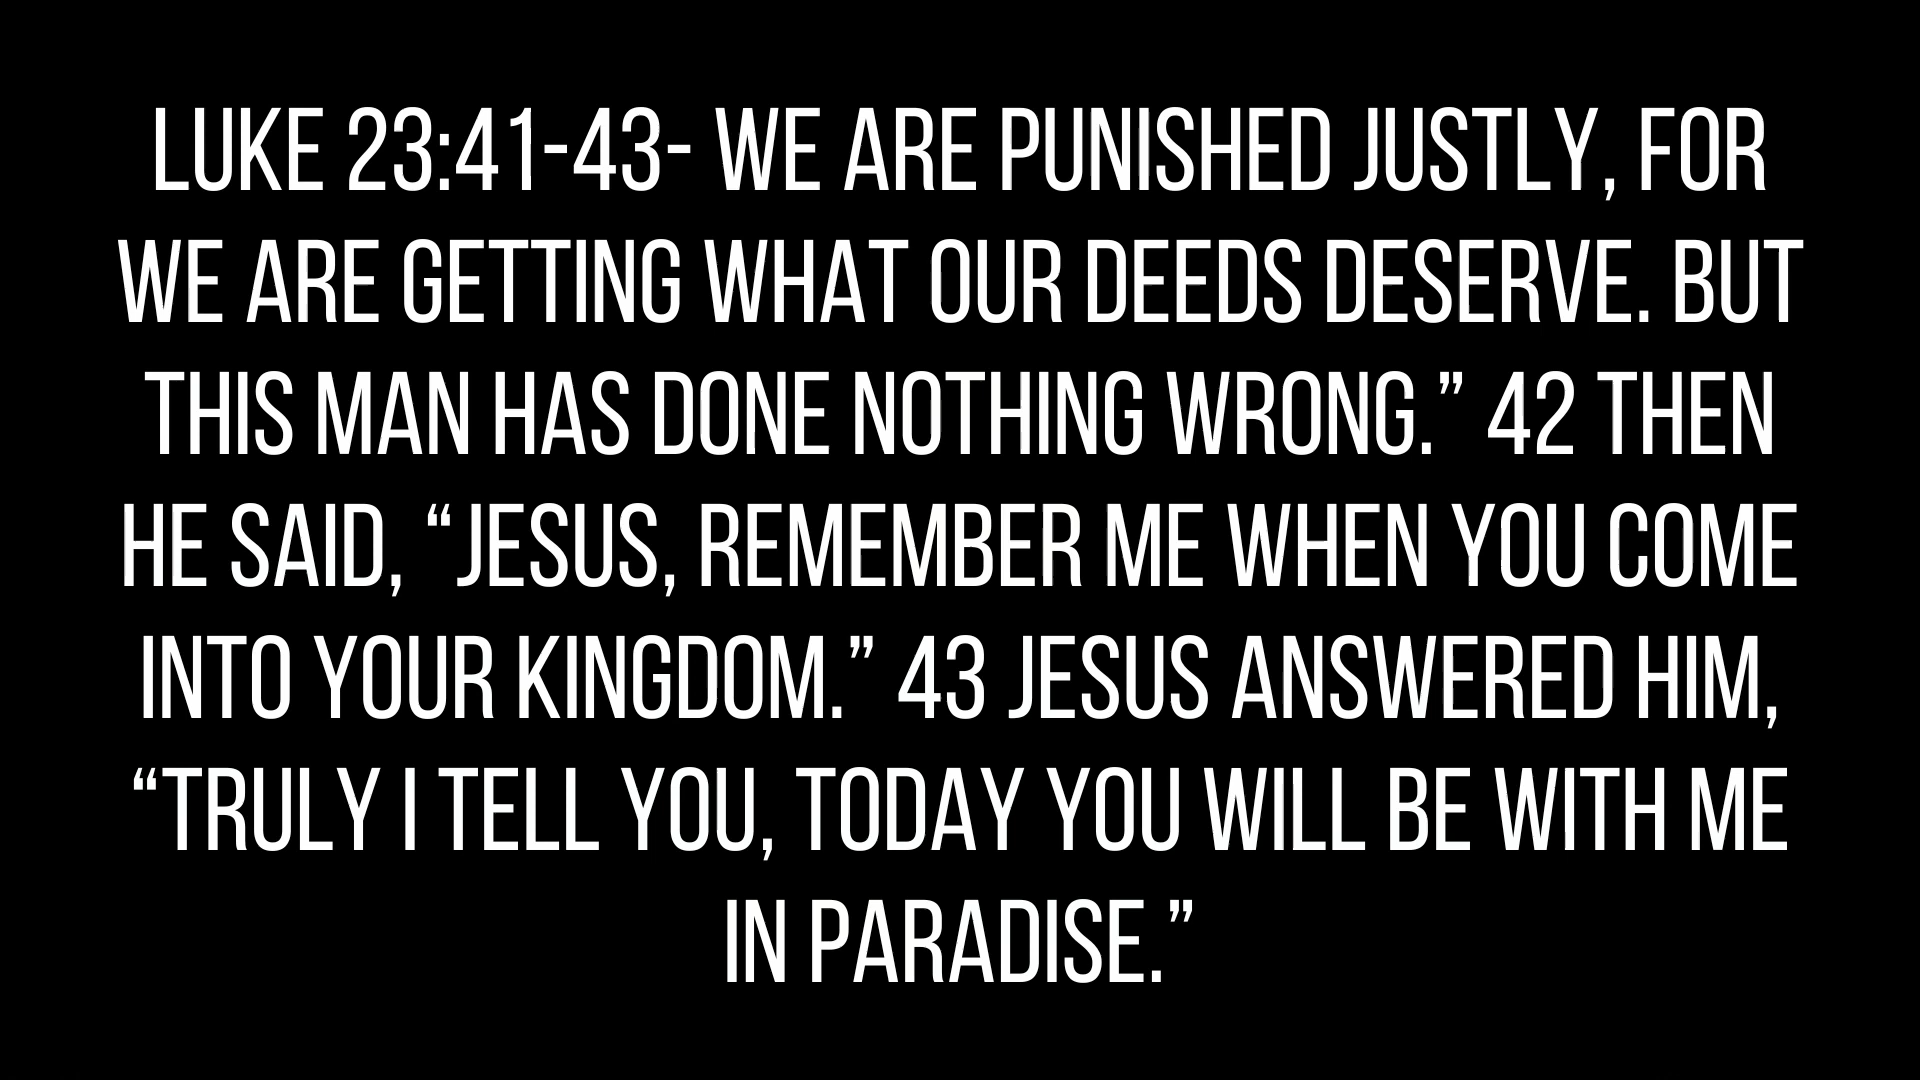 LUKE 23:41-43- WE ARE PUNISHED JUSTLY, FOR
WE ARE GETTING WHAT OUR DEEDS DESERVE. BUT
THIS MAN HAS DONE NOTHING WRONG.” 42 THEN
HE SAID, “JESUS, REMEMBER ME WHEN YOU COME
INTO YOUR KINGDOM.” 43 JESUS ANSWERED HIM,
“TRULY I TELL YOU, TODAY YOU WILL BE WITH ME
IN PARADISE.”